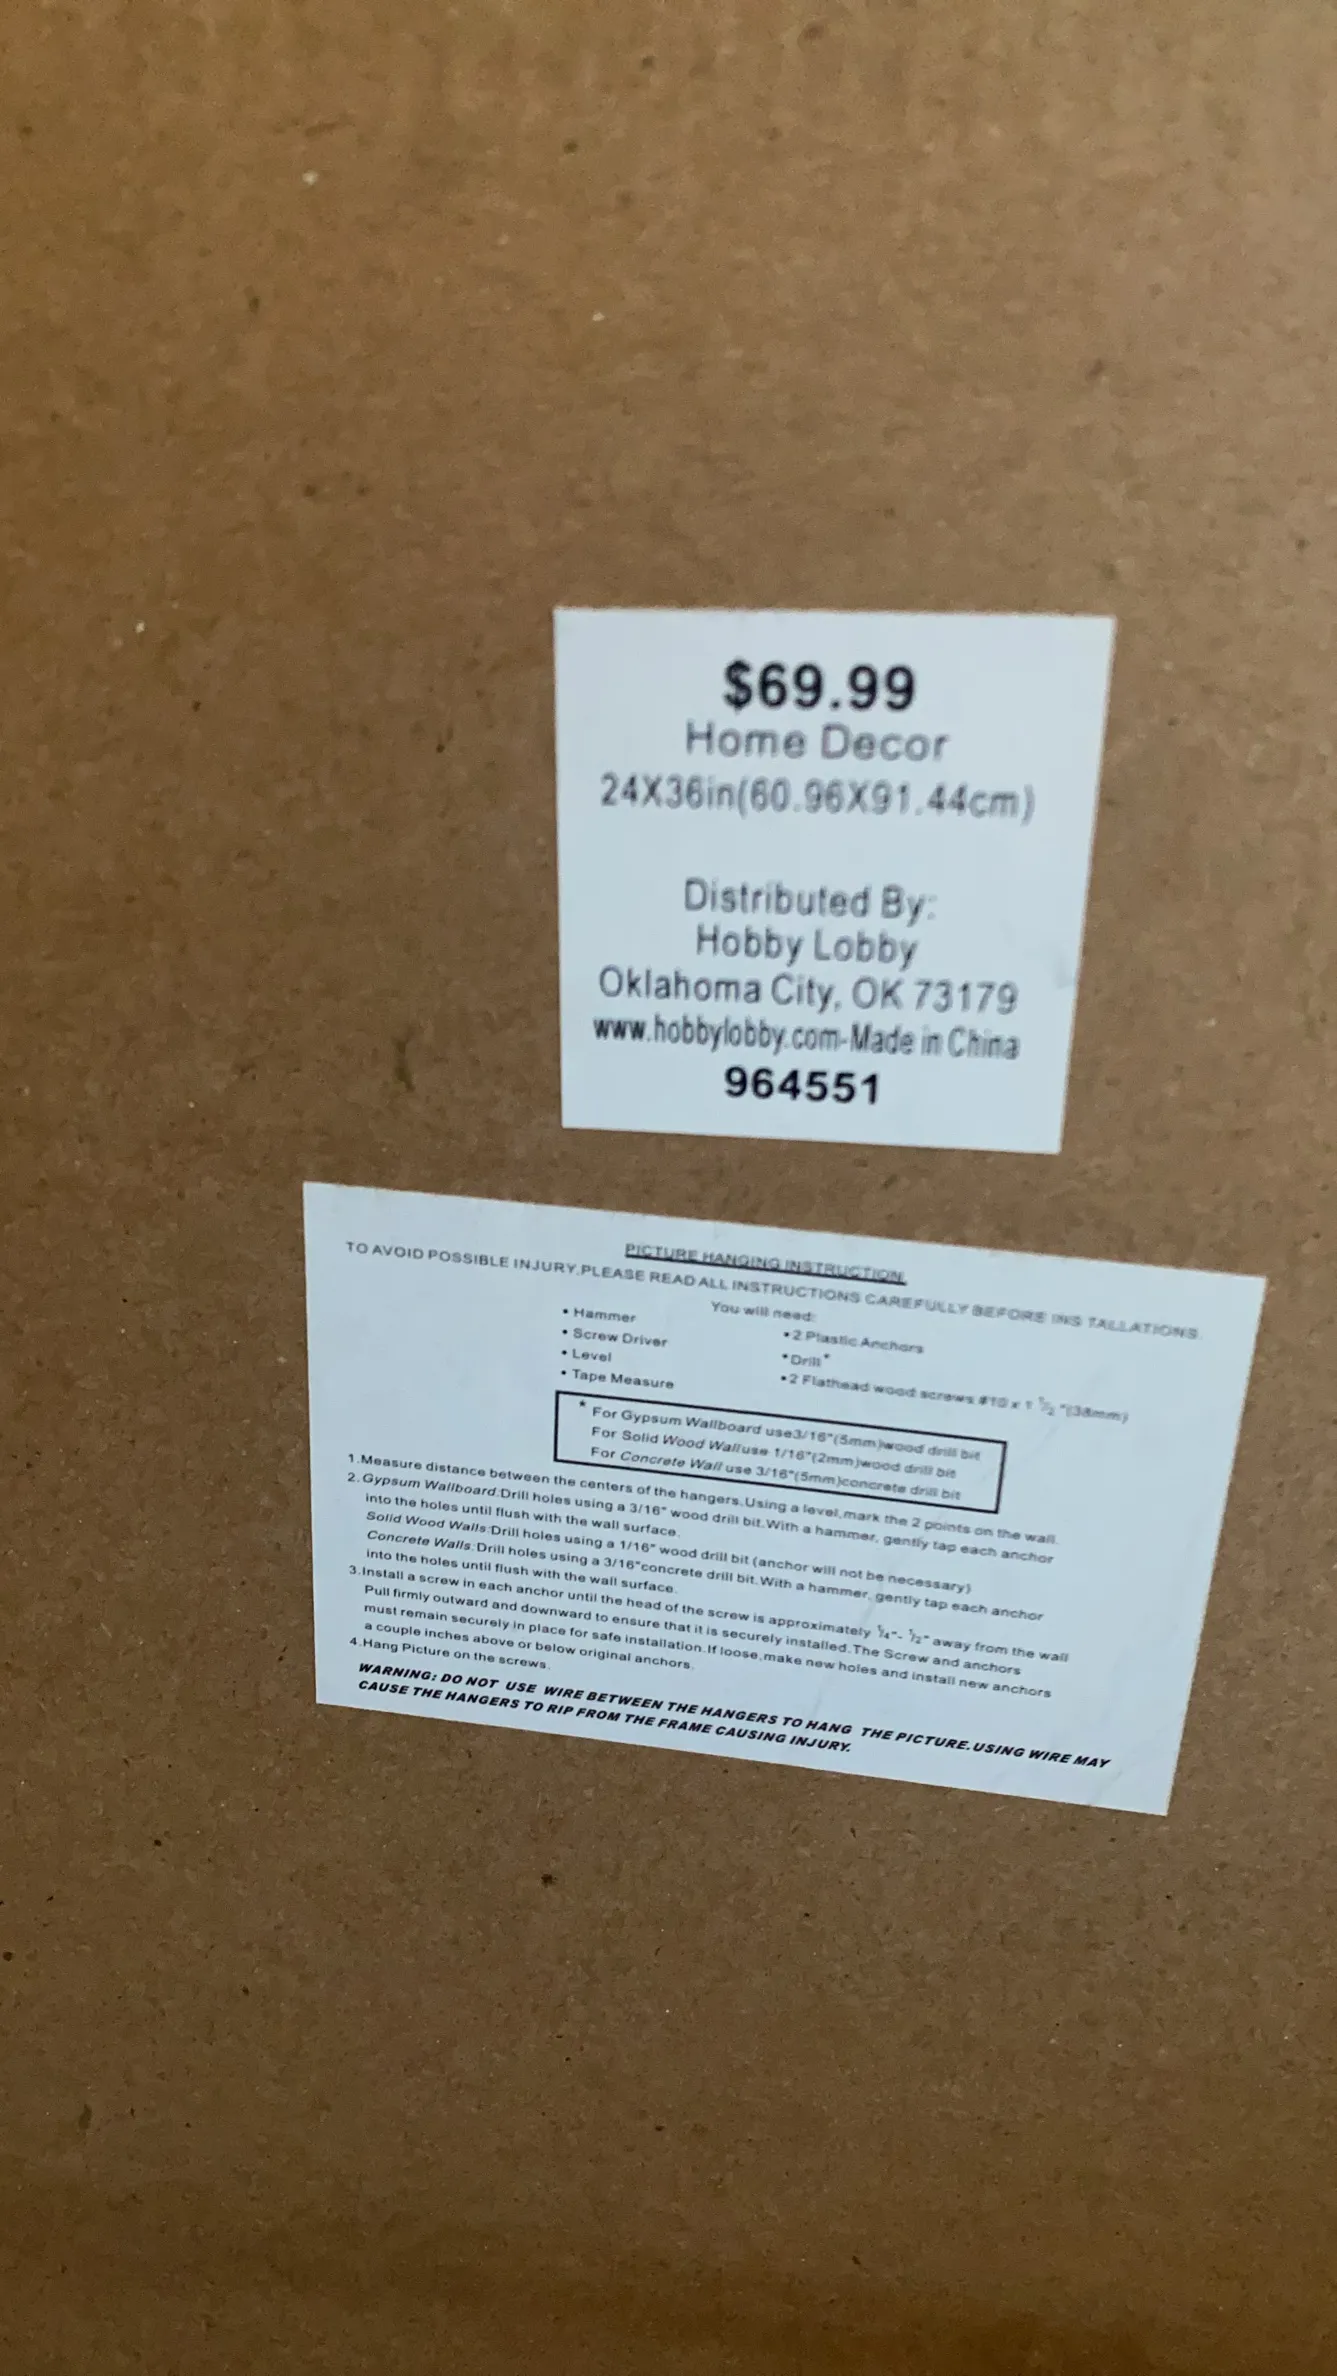 $69.99
Home Decor
24X36in(60.96X91.44cm)
Distributed By:
Hobby Lobby
Oklahoma City, OK 73179
www.hobbylobby.com-Made in China
964551
PICTURE HANGING INSTRUCTION
TO AVOID POSSIBLE INJURY,PLEASE READ ALL INSTRUCTIONS CAREFULLY BEFORE INS TALLATIONS.
You will need:
• Hammer
• Screw Driver
• Level
• Tape Measure
• 2 Plastic Anchors
*Drill*
• 2 Flathead wood screws #10 x 1 1/2 "(38mm)
* For Gypsum Wallboard use3/16"(5mm)wood drill bit
For Solid Wood Walluse 1/16"(2mm)wood drill bit
For Concrete Wall use 3/16"(5mm)concrete drill bit
1.Measure distance between the centers of the hangers.Using a level,mark the 2 points on the wall.
2.Gypsum Wallboard:Drill holes using a 3/16" wood drill bit.With a hammer, gently tap each anchor
into the holes until flush with the wall surface.
Solid Wood Walls:Drill holes using a 1/16" wood drill bit (anchor will not be necessary)
Concrete Walls:Drill holes using a 3/16"concrete drill bit.With a hammer, gently tap each anchor
into the holes until flush with the wall surface.
3.Install a screw in each anchor until the head of the screw is approximately 1/4"- 1/2" away from the wall
Pull firmly outward and downward to ensure that it is securely installed.The Screw and anchors
must remain securely in place for safe installation.If loose,make new holes and install new anchors
a couple inches above or below original anchors.
4.Hang Picture on the screws.
WARNING: DO NOT USE WIRE BETWEEN THE HANGERS TO HANG THE PICTURE.USING WIRE MAY
CAUSE THE HANGERS TO RIP FROM THE FRAME CAUSING INJURY.